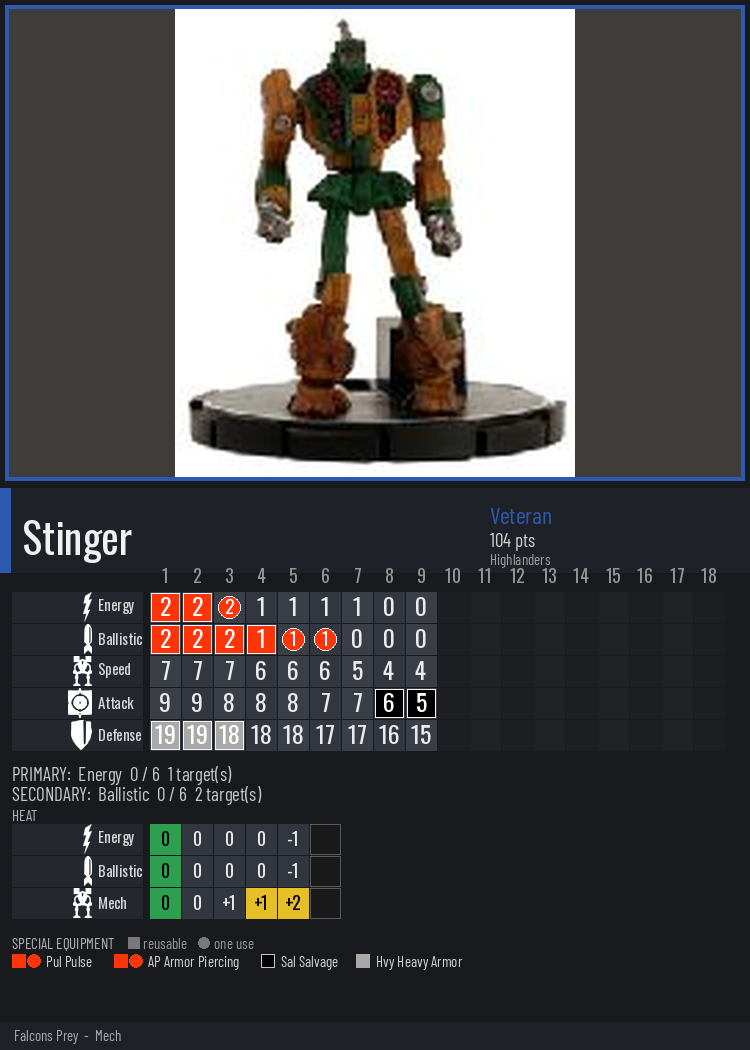 Stinger
Veteran
104 pts
Highlanders
1 2 3 4 5 6 7 8 9 10 11 12 13 14 15 16 17 18
Energy 2 2 2 1 1 1 1 0 0
Ballistic 2 2 2 1 1 1 0 0 0
Speed 7 7 7 6 6 6 5 4 4
Attack 9 9 8 8 8 7 7 6 5
Defense 19 19 18 18 18 17 17 16 15
PRIMARY: Energy 0 / 6 1 target(s)
SECONDARY: Ballistic 0 / 6 2 target(s)
HEAT
Energy 0 0 0 0 -1
Ballistic 0 0 0 0 -1
Mech 0 0 +1 +1 +2
SPECIAL EQUIPMENT reusable one use
Pul Pulse AP Armor Piercing Sal Salvage Hvy Heavy Armor
Falcons Prey - Mech